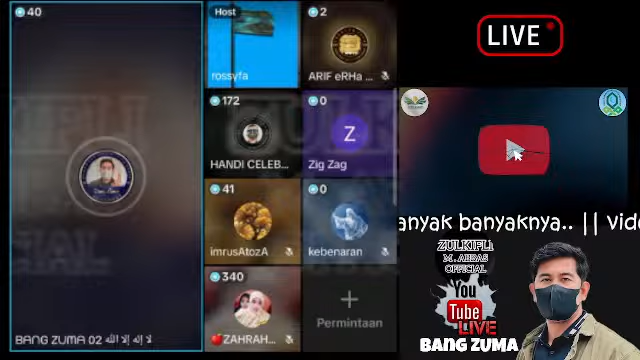 40
BANG ZUMA 02 لا إله إلا الله
Host
rossyfa
2
ARIF eRHa ...
172
HANDI CELEB...
0
Z
Zig Zag
41
imrusAtozA
0
kebenaran
340
ZAHRAH...
+
Permintaan
LIVE
anyak banyaknya.. || vide
ZULKIFLI
M. ABBAS
OFFICIAL
You
Tube
LIVE
BANG ZUMA